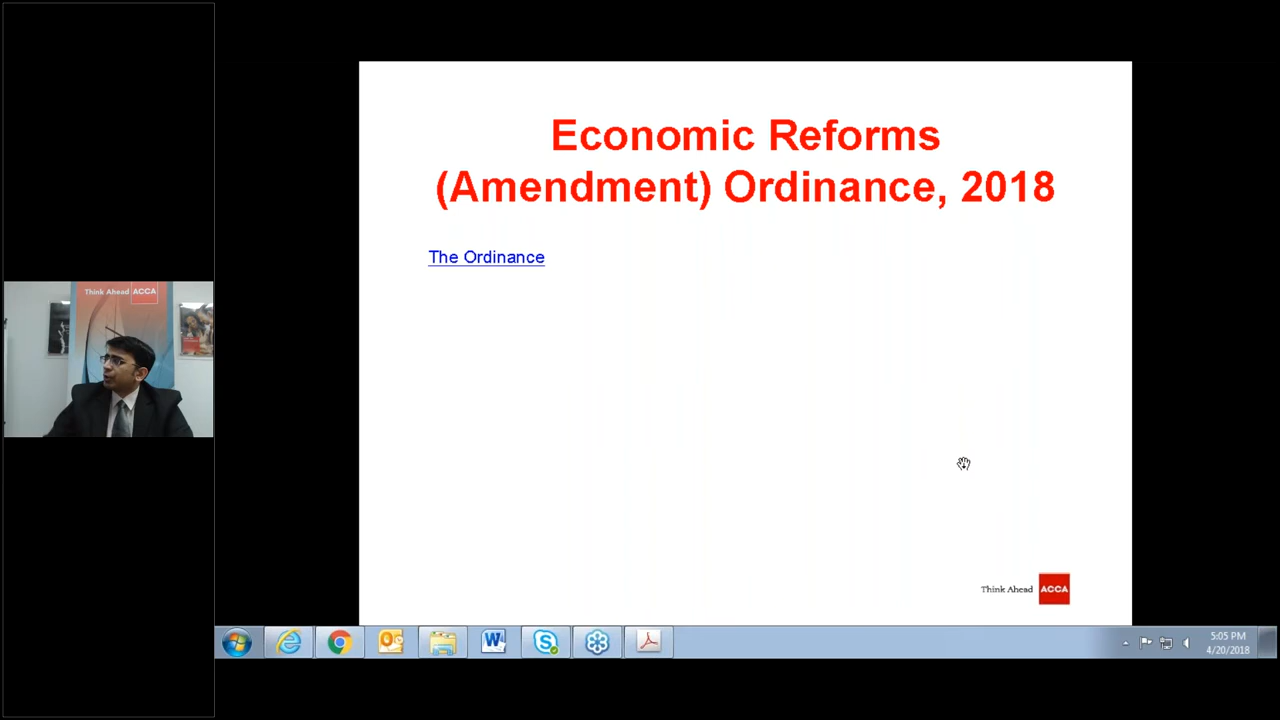 Economic Reforms
(Amendment) Ordinance, 2018
The Ordinance
Think Ahead ACCA
Think Ahead ACCA
5:05 PM
4/20/2018